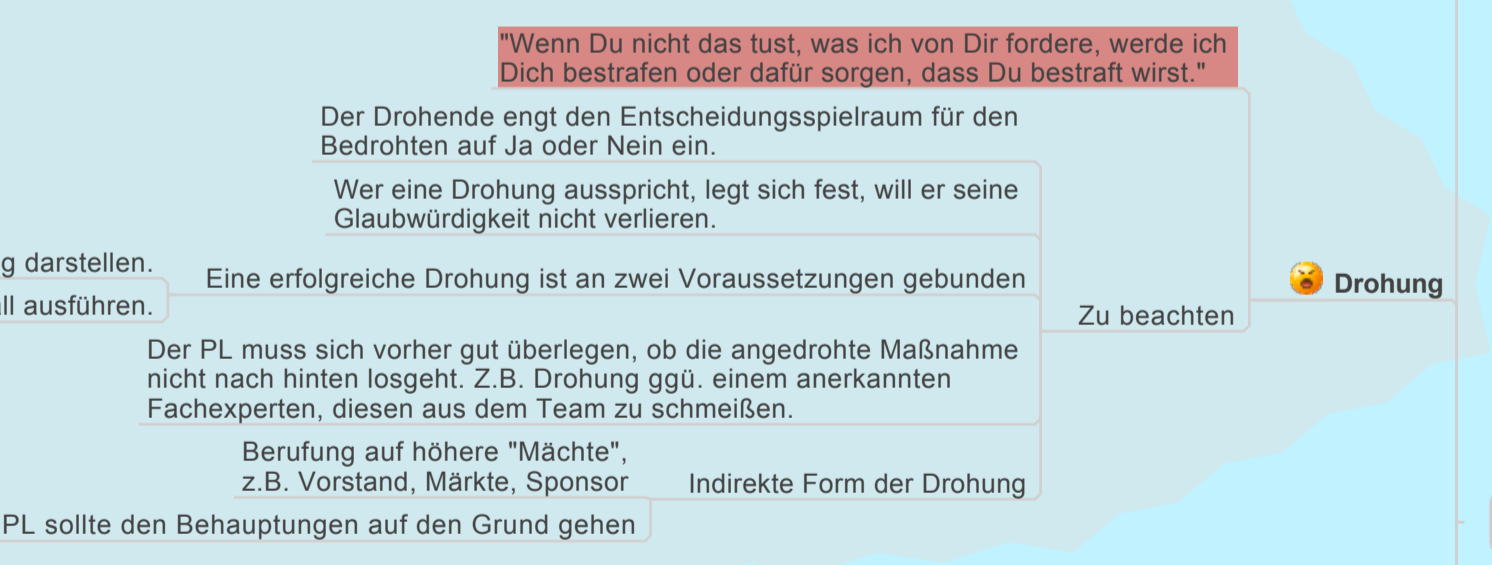 "Wenn Du nicht das tust, was ich von Dir fordere, werde ich
Dich bestrafen oder dafür sorgen, dass Du bestraft wirst."
Der Drohende engt den Entscheidungsspielraum für den
Bedrohten auf Ja oder Nein ein.
Wer eine Drohung ausspricht, legt sich fest, will er seine
Glaubwürdigkeit nicht verlieren.
darstellen.
ausführen.
Eine erfolgreiche Drohung ist an zwei Voraussetzungen gebunden
Drohung
Zu beachten
Der PL muss sich vorher gut überlegen, ob die angedrohte Maßnahme
nicht nach hinten losgeht. Z.B. Drohung ggü. einem anerkannten
Fachexperten, diesen aus dem Team zu schmeißen.
Berufung auf höhere "Mächte",
z.B. Vorstand, Märkte, Sponsor
Indirekte Form der Drohung
PL sollte den Behauptungen auf den Grund gehen